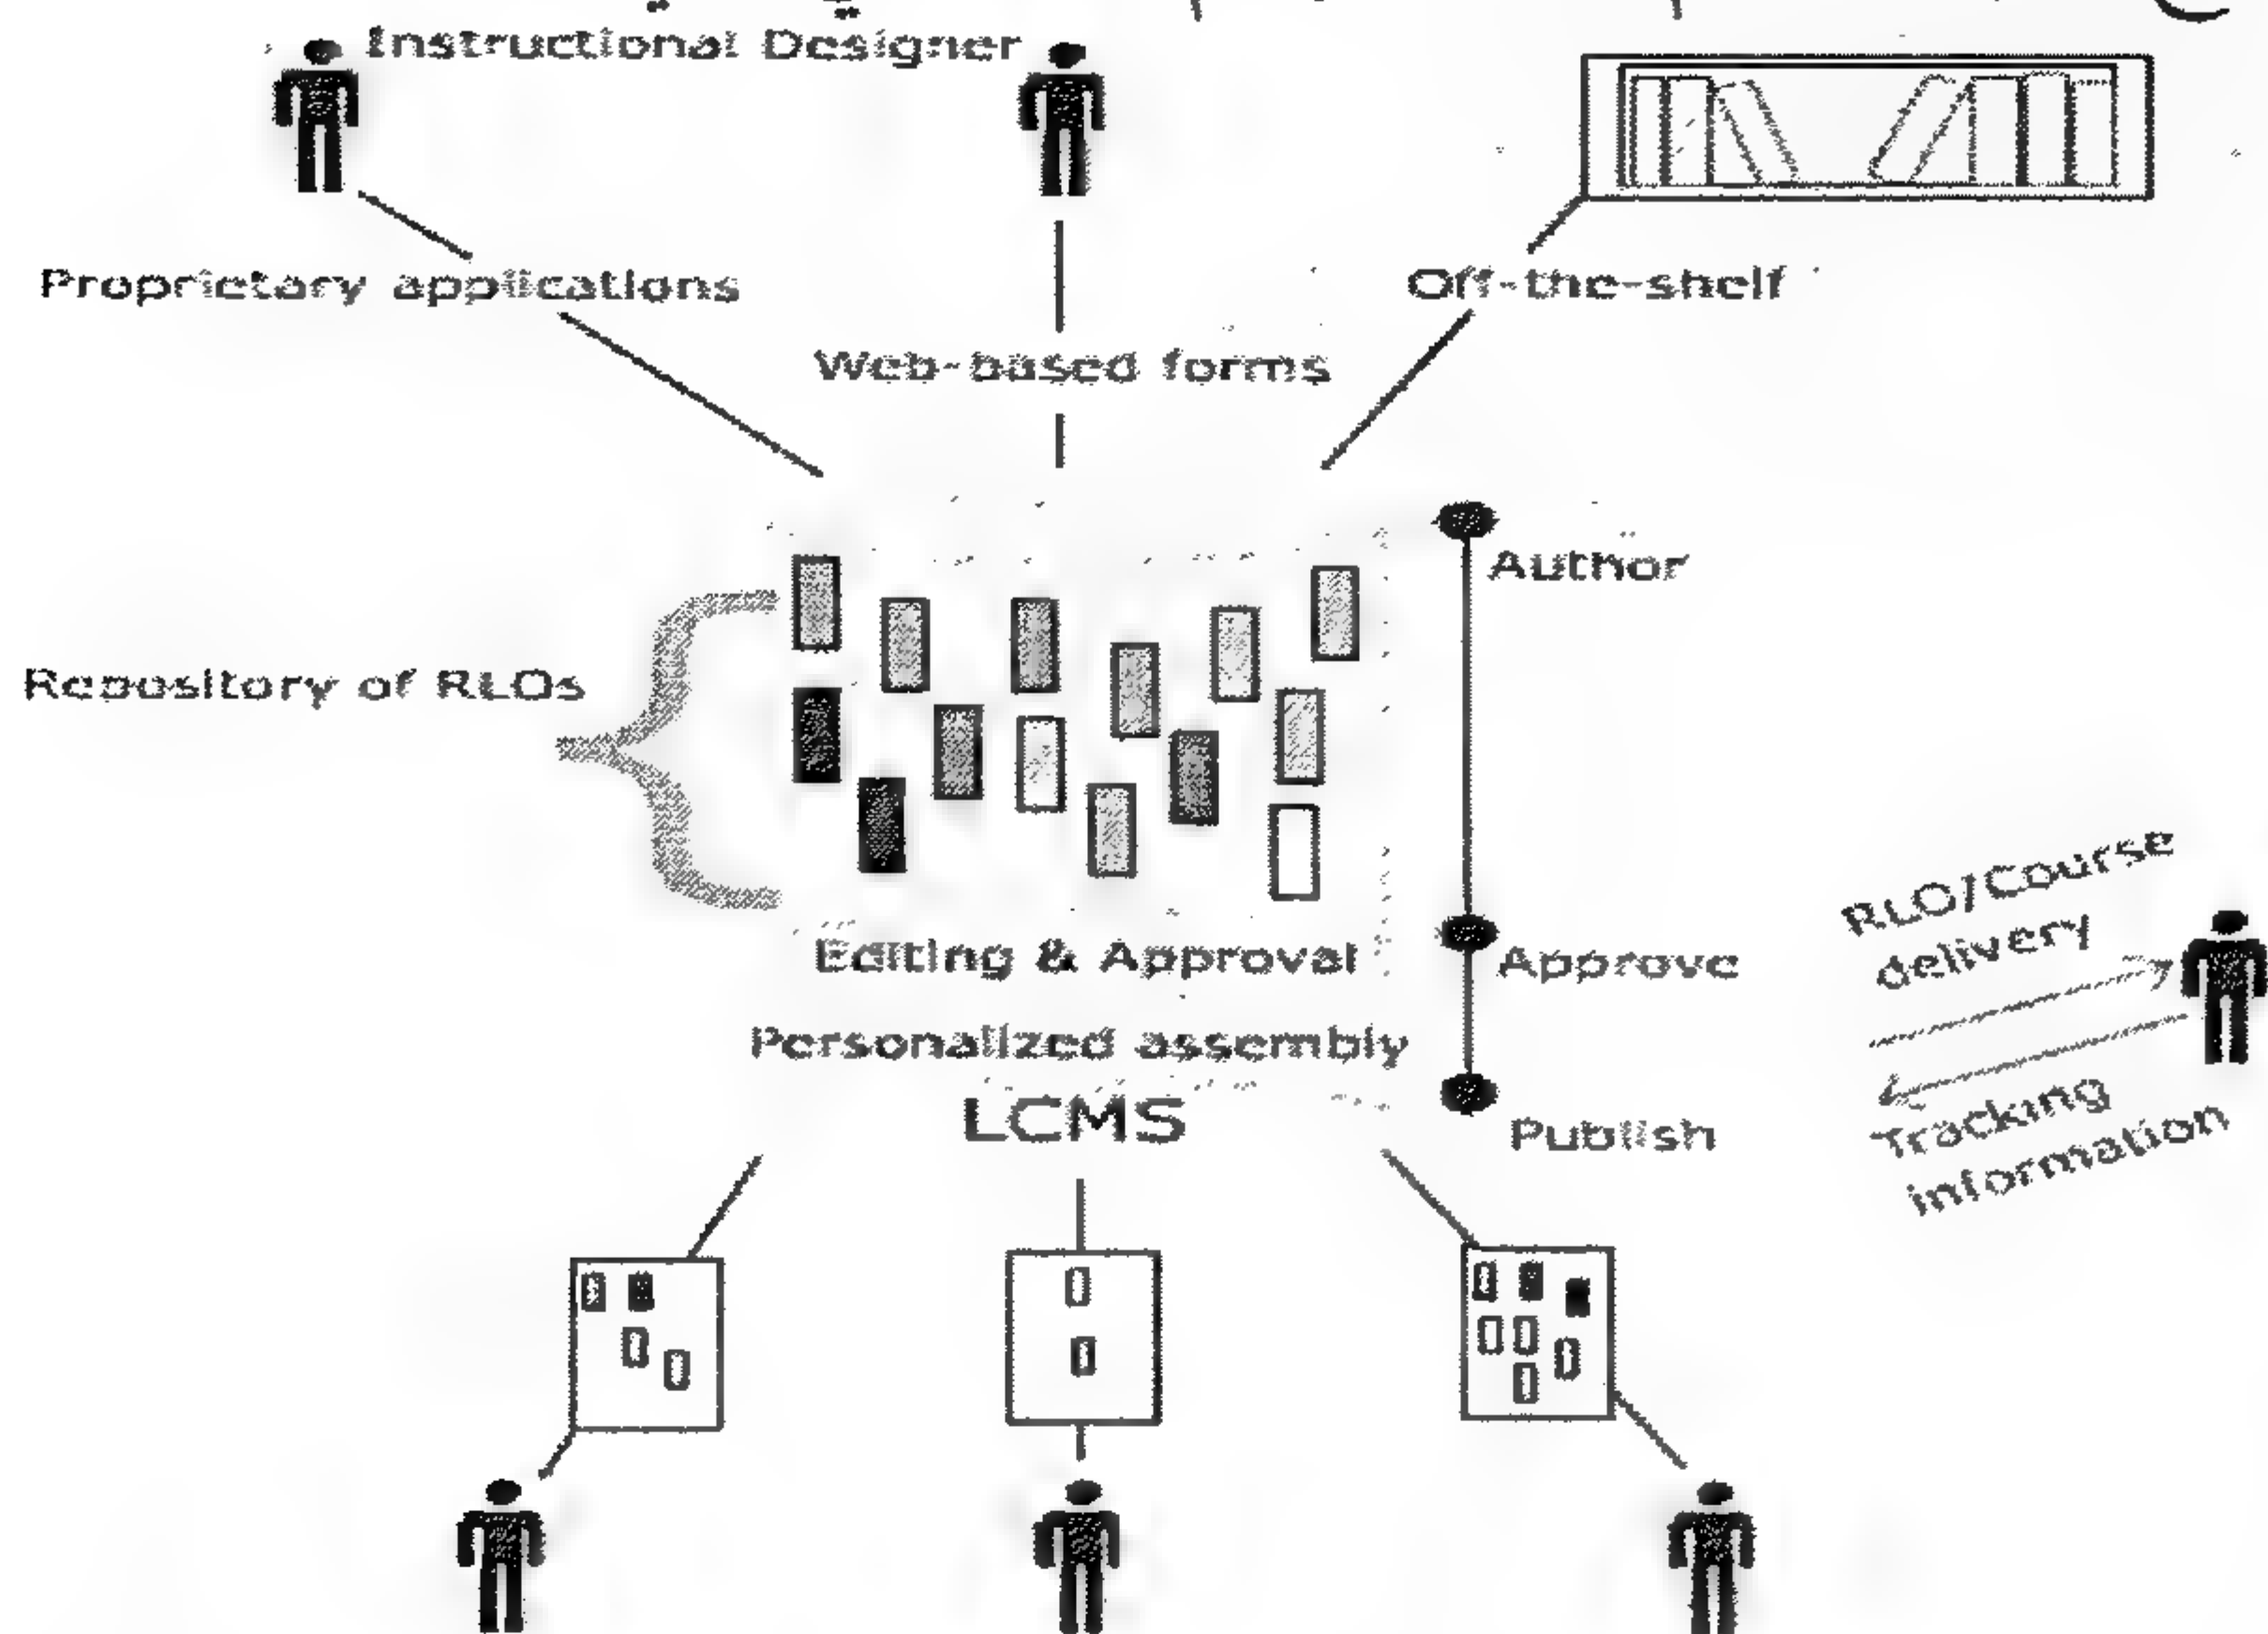 Instructional Designer
Proprietary applications
Off-the-shelf
Web-based forms
Author
Repository of RLOs
RLO/Course
delivery
Editing & Approval
Approve
Personalized assembly
LCMS
Publish
Tracking
information